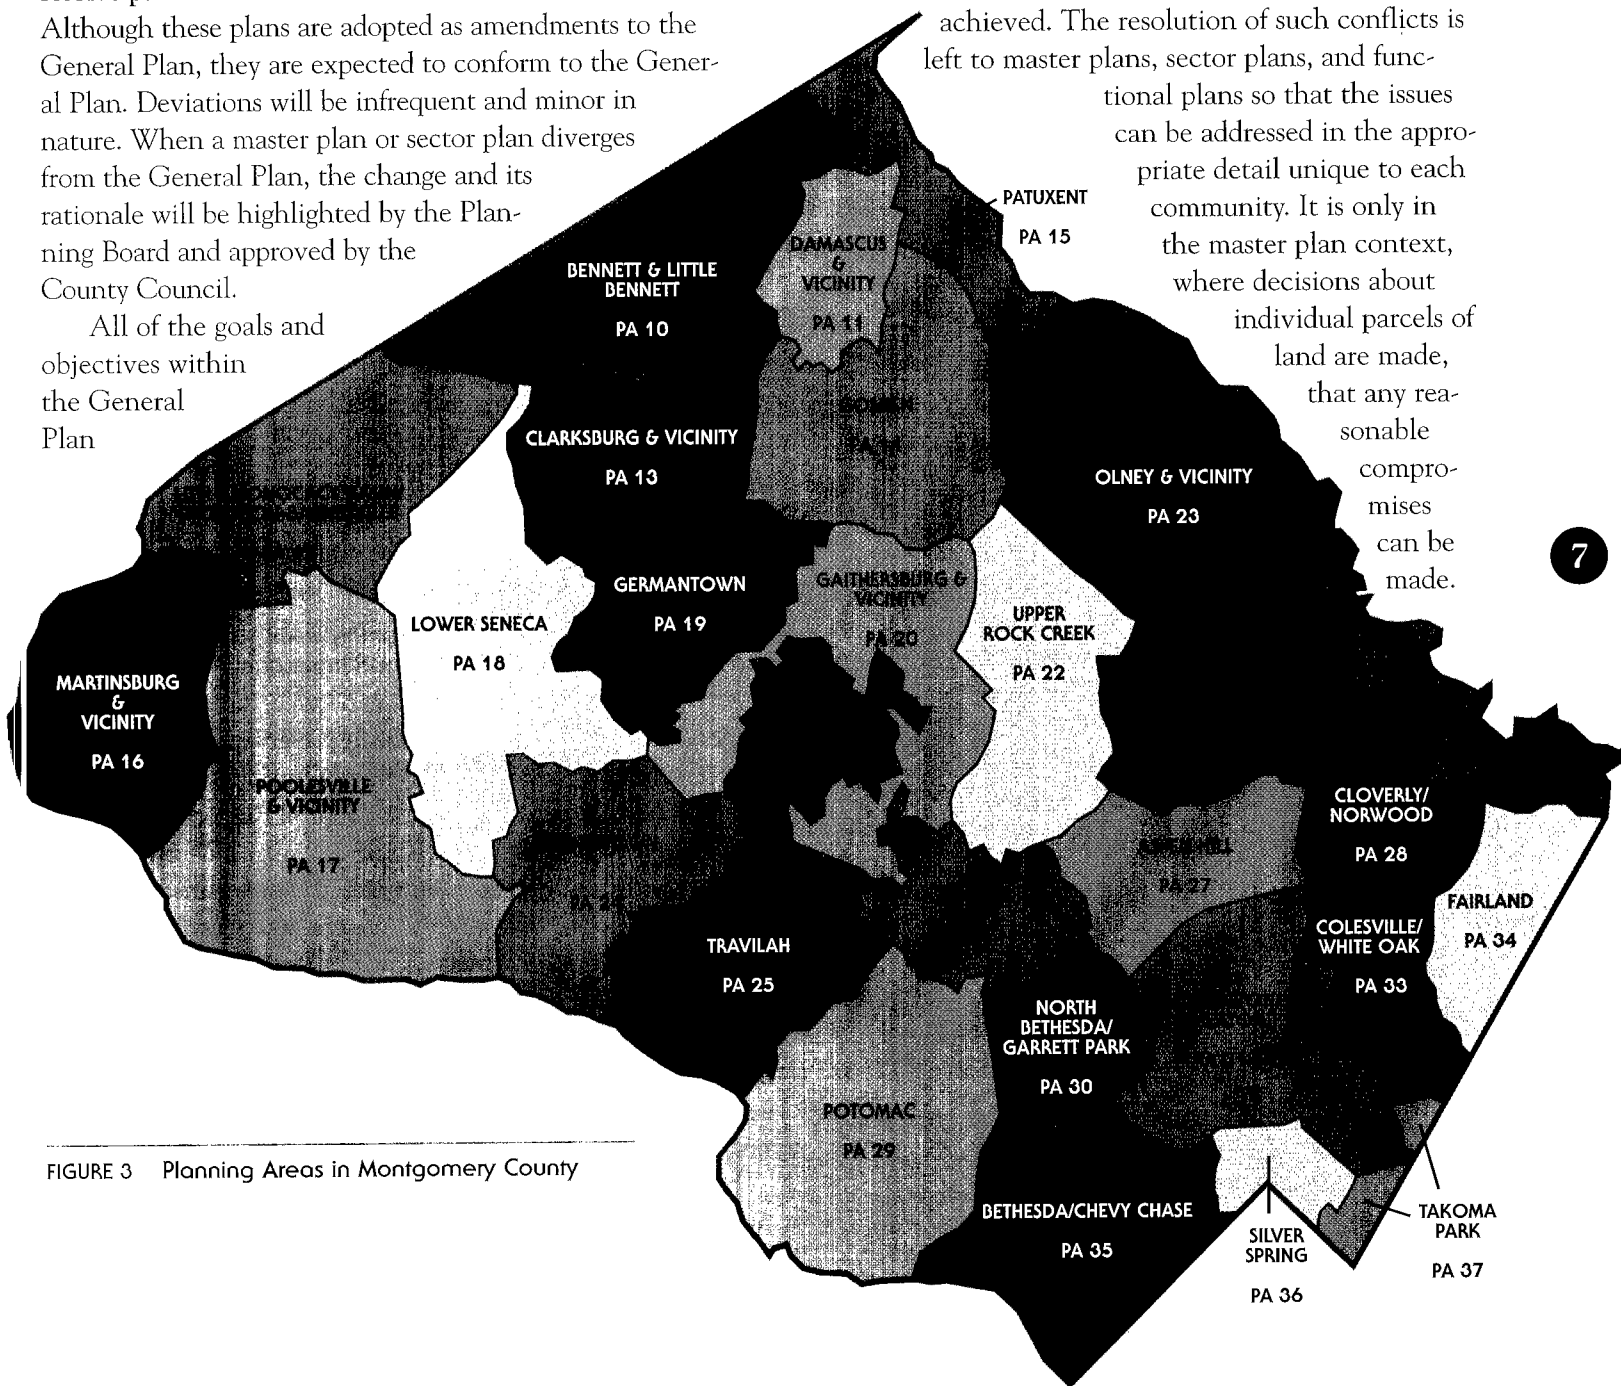 Although these plans are adopted as amendments to the
General Plan, they are expected to conform to the Gener-
al Plan. Deviations will be infrequent and minor in
nature. When a master plan or sector plan diverges
from the General Plan, the change and its
rationale will be highlighted by the Plan-
ning Board and approved by the
County Council.
All of the goals and
objectives within
the General
Plan
achieved. The resolution of such conflicts is
left to master plans, sector plans, and func-
tional plans so that the issues
can be addressed in the appro-
priate detail unique to each
community. It is only in
the master plan context,
where decisions about
individual parcels of
land are made,
that any rea-
sonable
compro-
mises
can be
made.
7
PATUXENT
PA 15
DAMASCUS
&
VICINITY
PA 11
BENNETT & LITTLE
BENNETT
PA 10
CLARKSBURG & VICINITY
PA 13
OLNEY & VICINITY
PA 23
GERMANTOWN
PA 19
GAITHERSBURG &
VICINITY
PA 20
LOWER SENECA
PA 18
UPPER
ROCK CREEK
PA 22
MARTINSBURG
&
VICINITY
PA 16
POOLESVILLE
& VICINITY
PA 17
CLOVERLY/
NORWOOD
PA 28
ASPEN HILL
PA 27
FAIRLAND
PA 34
COLESVILLE/
WHITE OAK
PA 33
TRAVILAH
PA 25
NORTH
BETHESDA/
GARRETT PARK
PA 30
POTOMAC
PA 29
BETHESDA/CHEVY CHASE
PA 35
SILVER
SPRING
PA 36
TAKOMA
PARK
PA 37
FIGURE 3 Planning Areas in Montgomery County